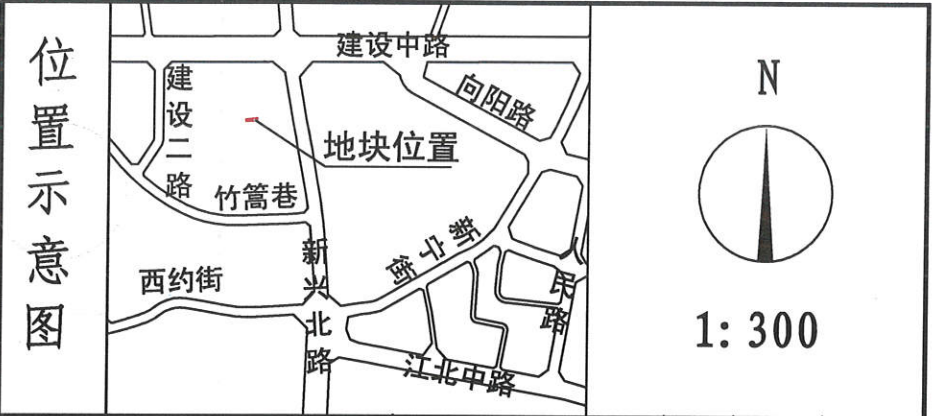 位置示意图
建设中路
向阳路
建设二路
地块位置
竹篙巷
新宁街
人民路
新兴北路
西约街
江北中路
N
1: 300